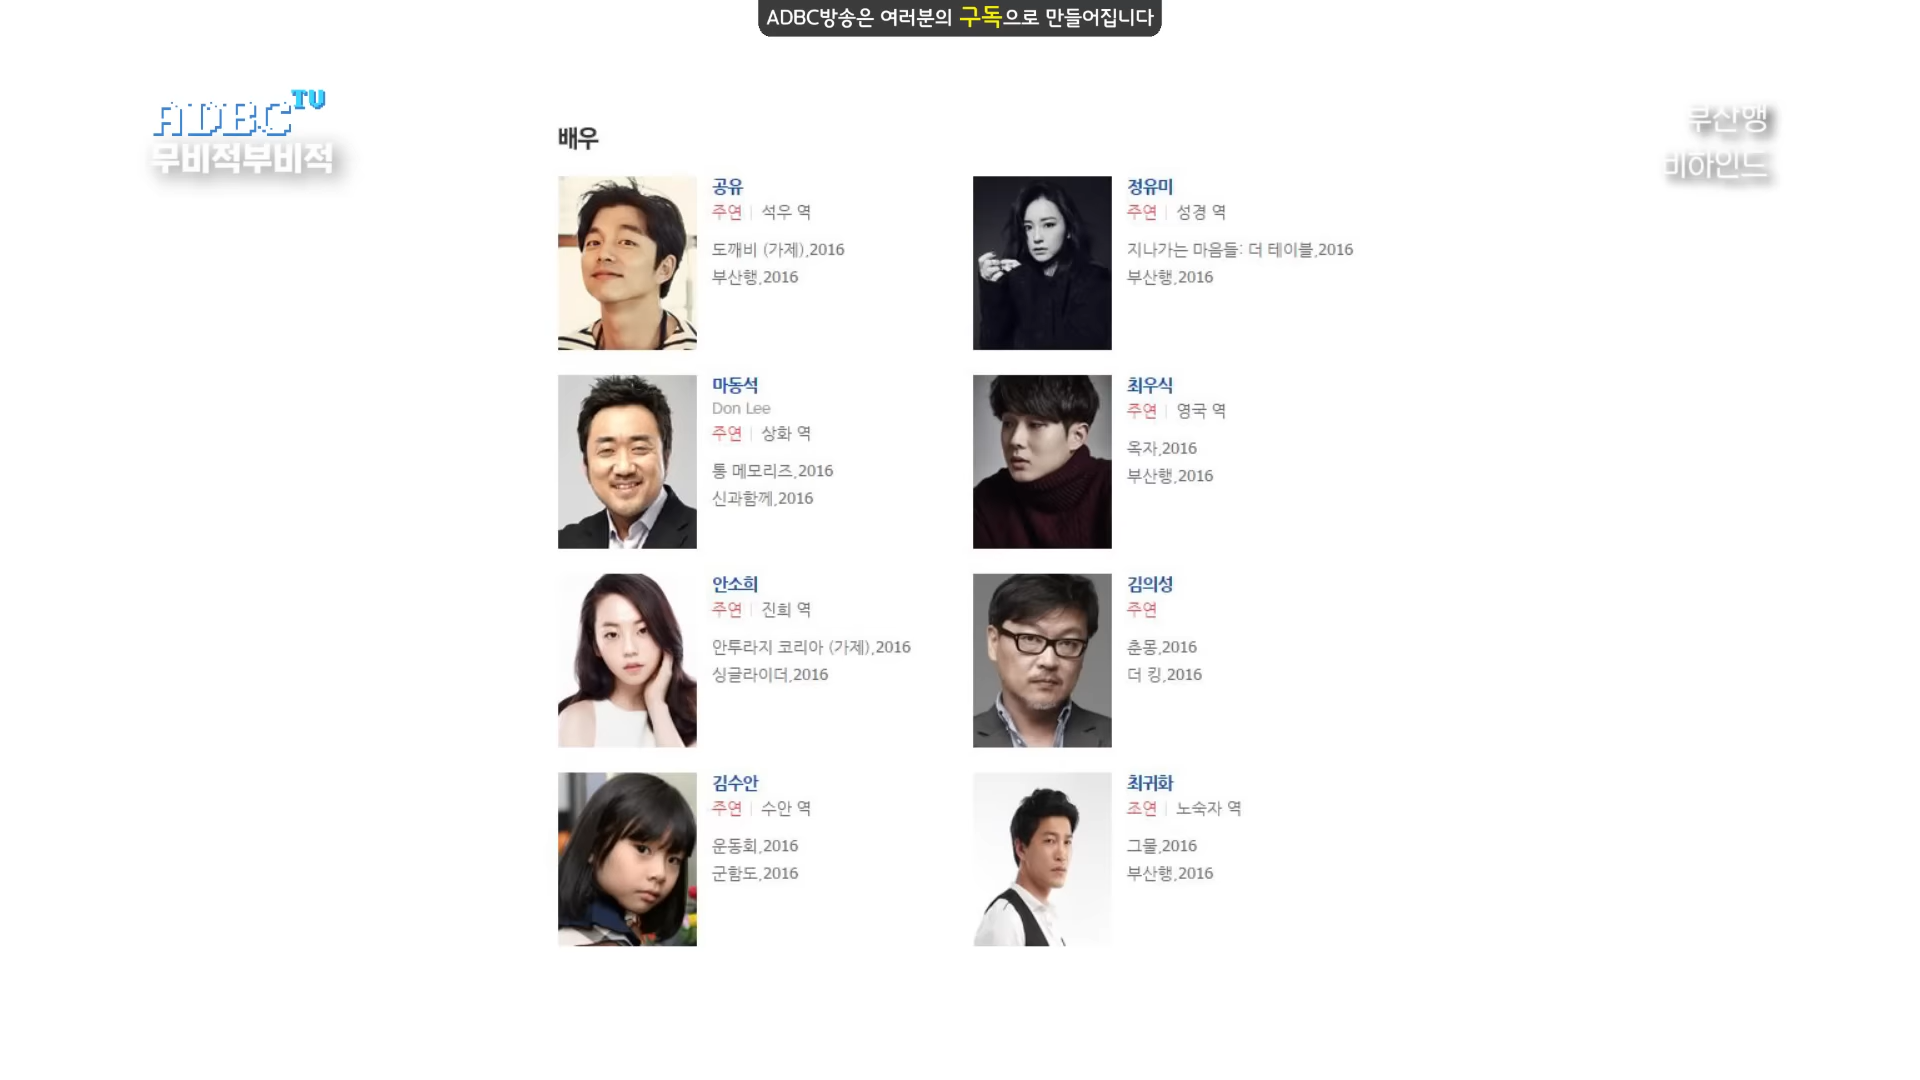 ADBC방송은 여러분의 구독으로 만들어집니다
ADBC TV
무비적부비적
부산행
비하인드
배우
공유
주연 | 석우 역
도깨비 (가제),2016
부산행,2016
정유미
주연 | 성경 역
지나가는 마음들: 더 테이블,2016
부산행,2016
마동석
Don Lee
주연 | 상화 역
통 메모리즈,2016
신과함께,2016
최우식
주연 | 영국 역
옥자,2016
부산행,2016
안소희
주연 | 진희 역
안투라지 코리아 (가제),2016
싱글라이더,2016
김의성
주연
춘몽,2016
더 킹,2016
김수안
주연 | 수안 역
운동회,2016
군함도,2016
최귀화
조연 | 노숙자 역
그물,2016
부산행,2016